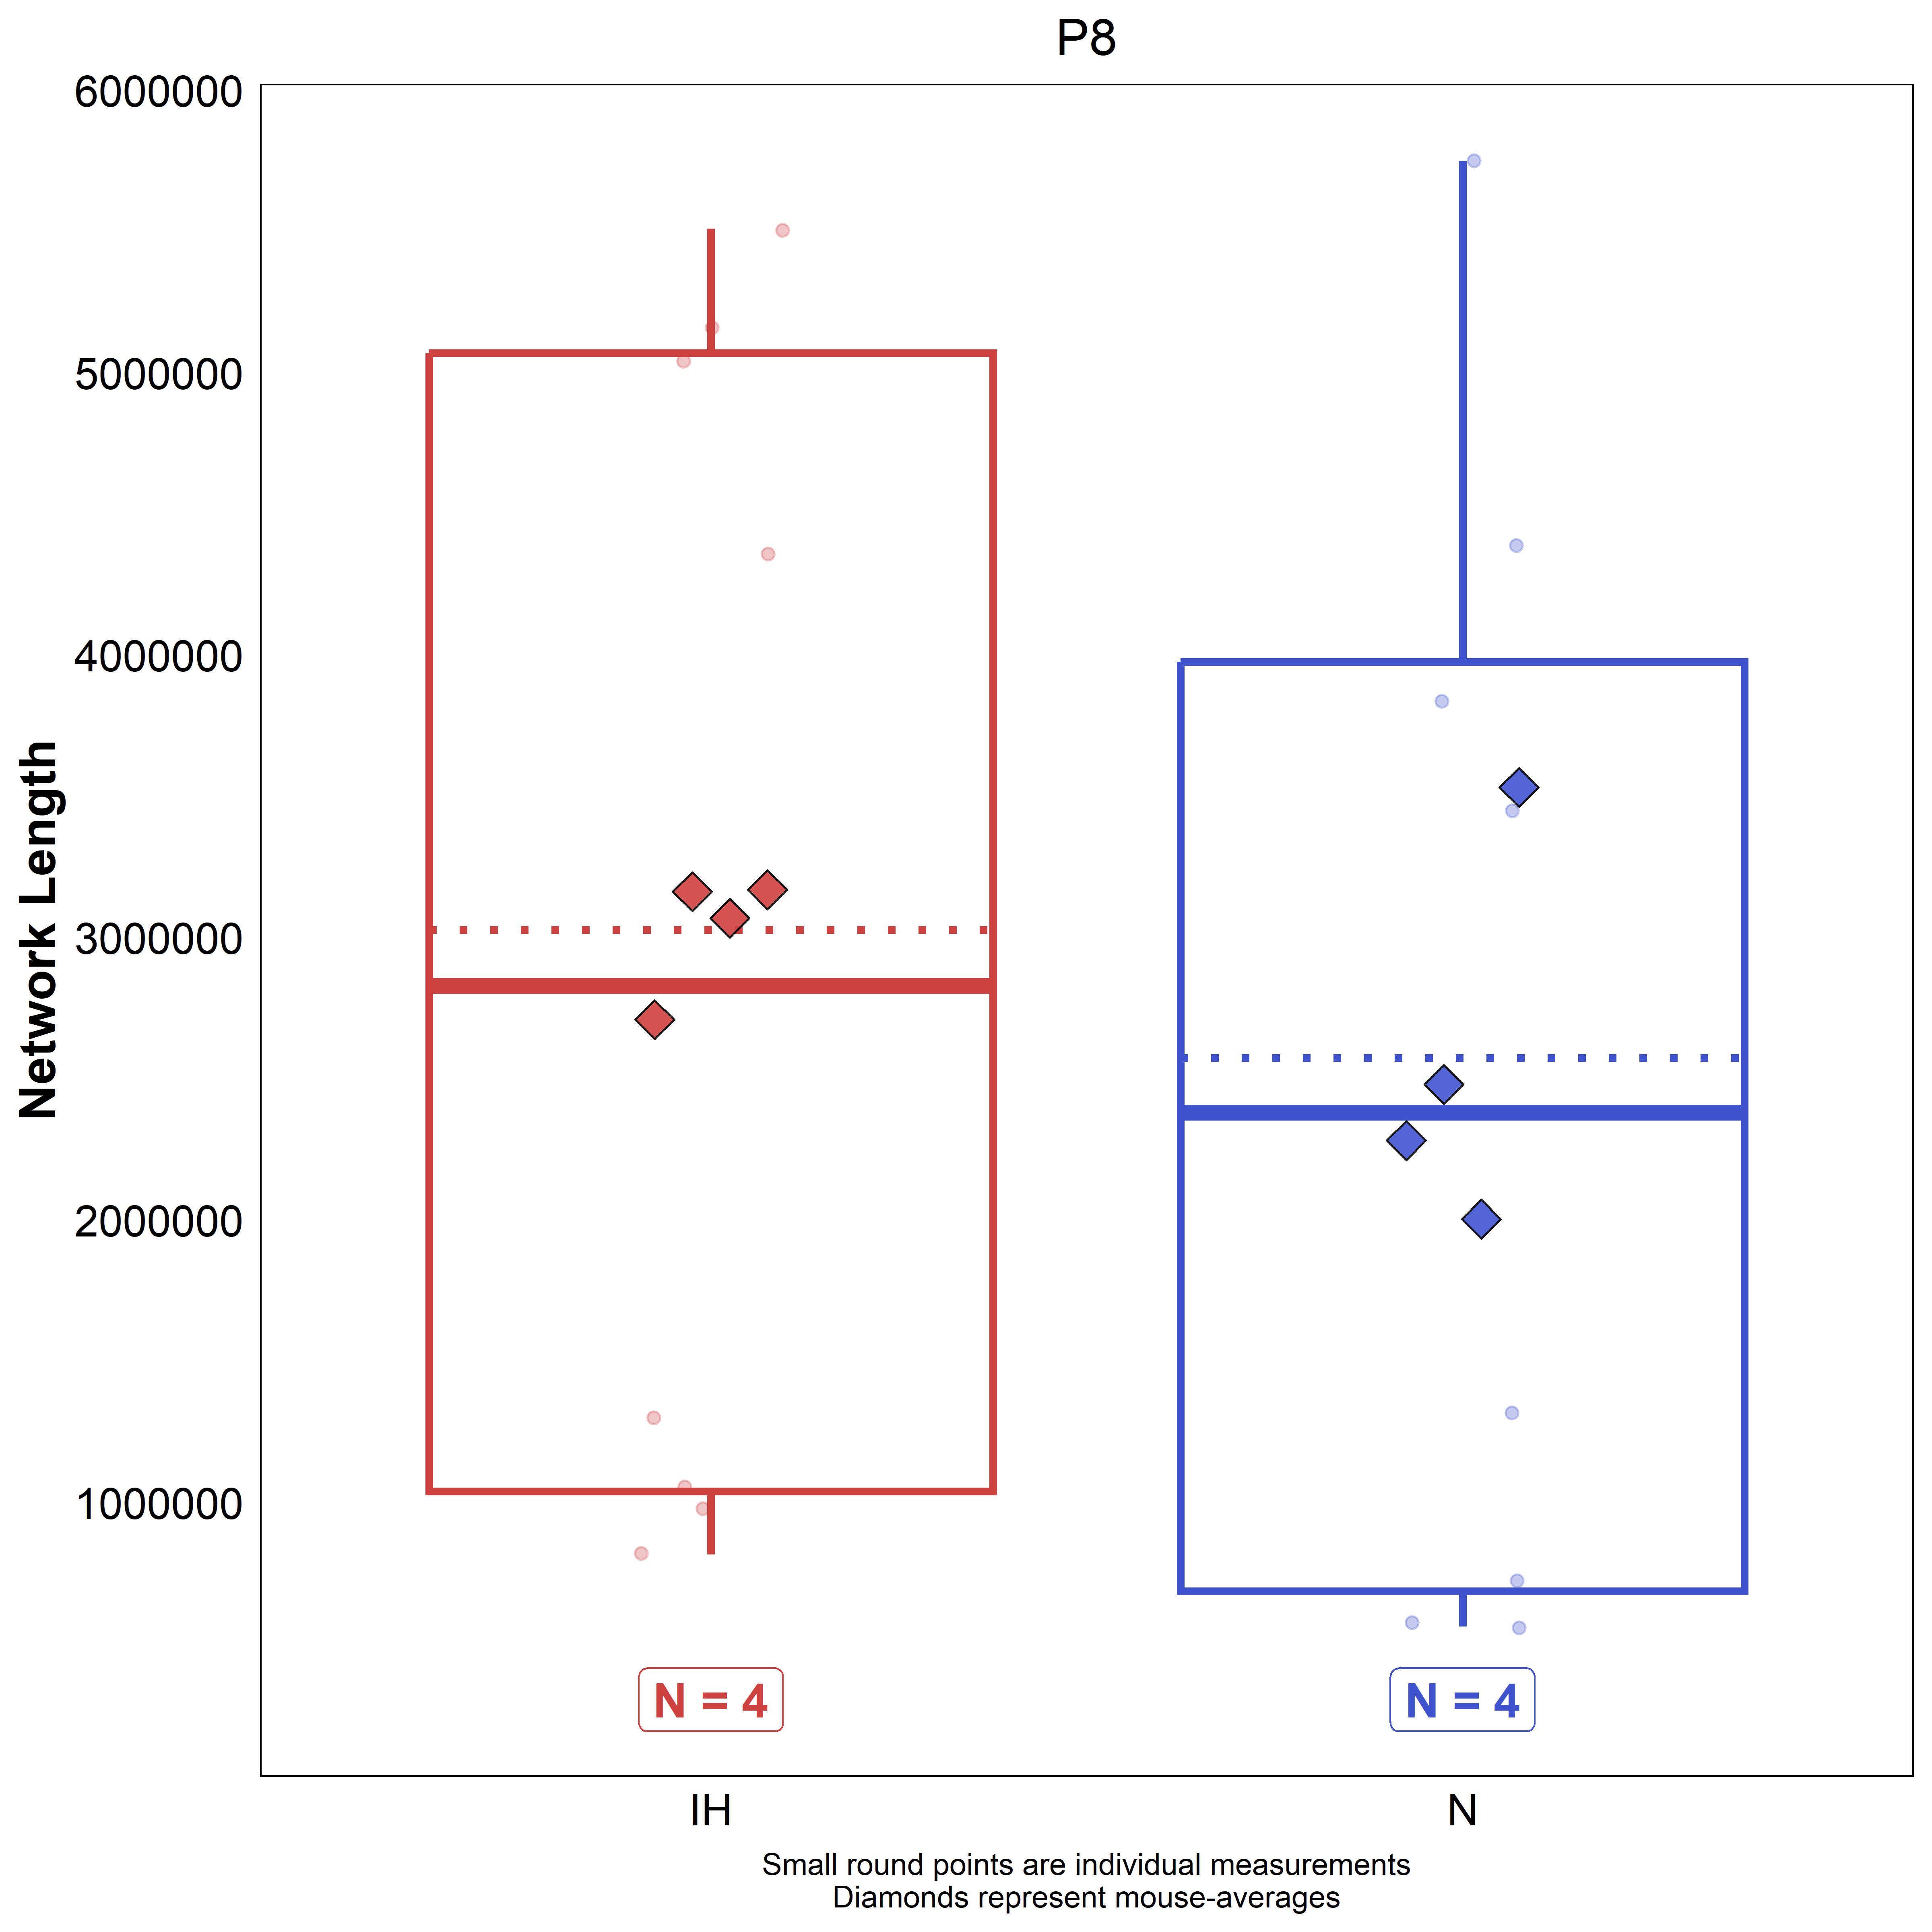 P8
6000000
5000000
4000000
3000000
2000000
1000000
Network Length
N = 4
N = 4
IH
N
Small round points are individual measurements
Diamonds represent mouse-averages